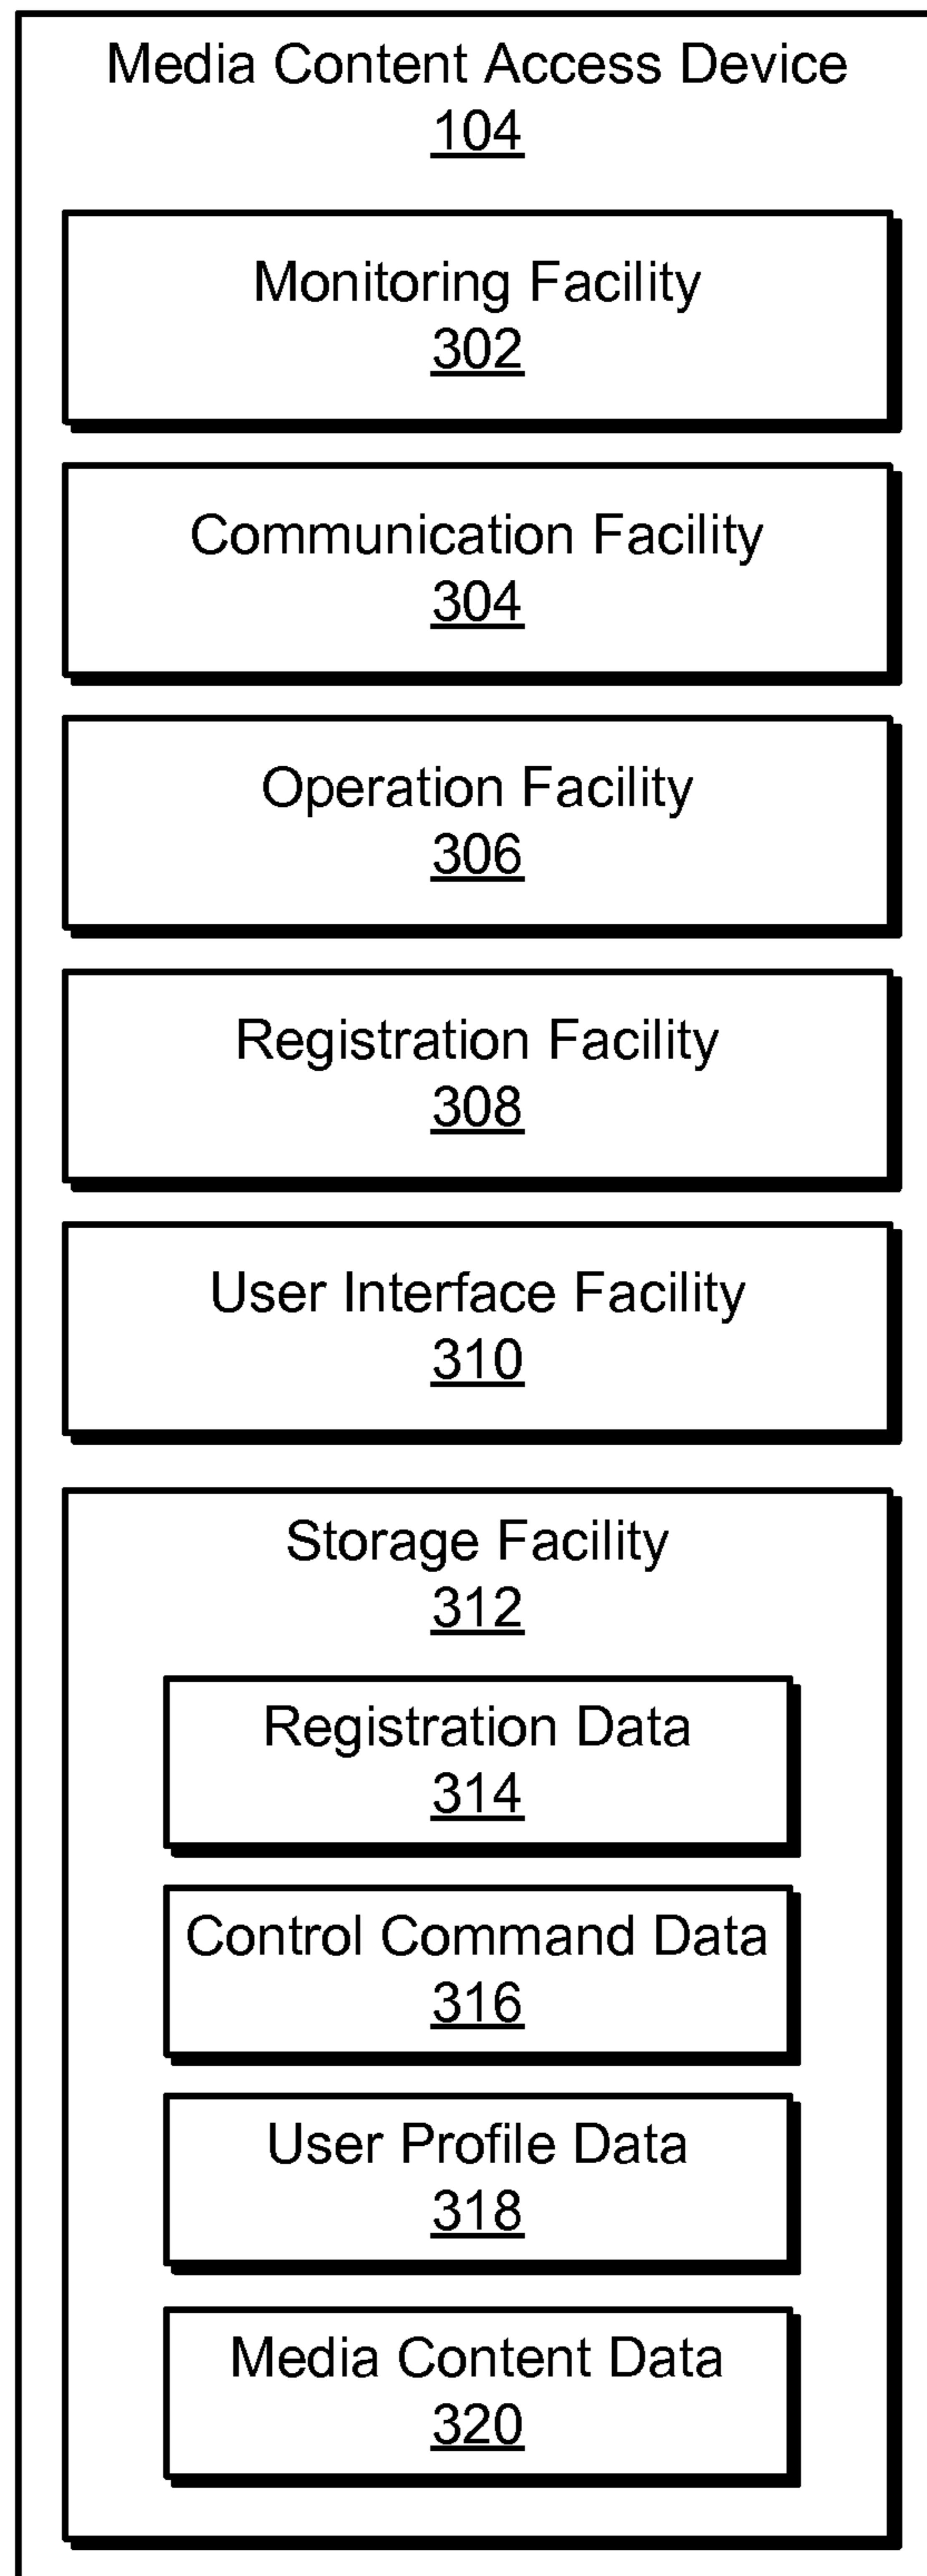 Media Content Access Device
104
Monitoring Facility
302
Communication Facility
304
Operation Facility
306
Registration Facility
308
User Interface Facility
310
Storage Facility
312
Registration Data
314
Control Command Data
316
User Profile Data
318
Media Content Data
320